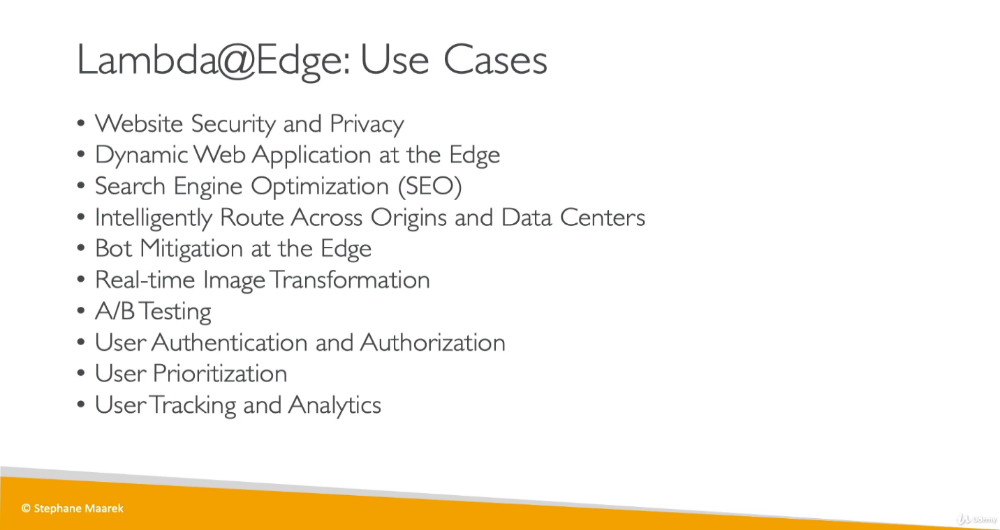 Lambda@Edge: Use Cases
• Website Security and Privacy
• Dynamic Web Application at the Edge
• Search Engine Optimization (SEO)
• Intelligently Route Across Origins and Data Centers
• Bot Mitigation at the Edge
• Real-time Image Transformation
• A/B Testing
• User Authentication and Authorization
• User Prioritization
• User Tracking and Analytics
© Stephane Maarek
Udemy